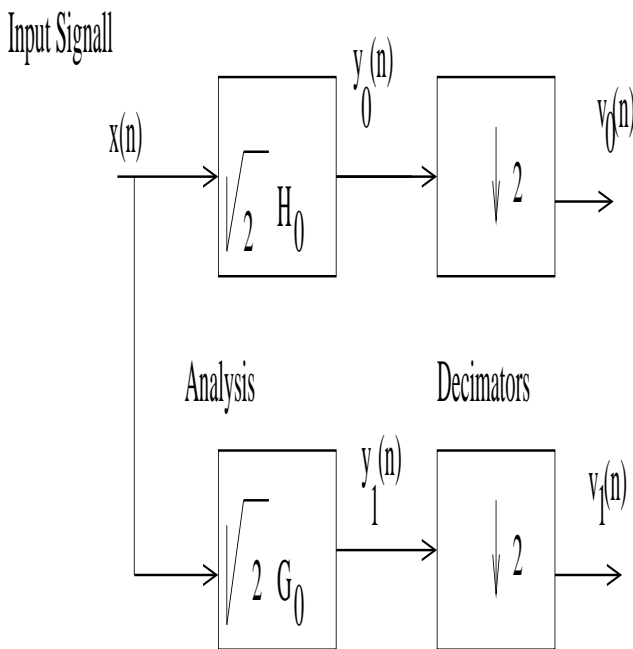 Input Signall
x(n)
√2 H₀
y₀(n)
↓ 2
v₀(n)
Analysis
Decimators
√2 G₀
y₁(n)
↓ 2
v₁(n)